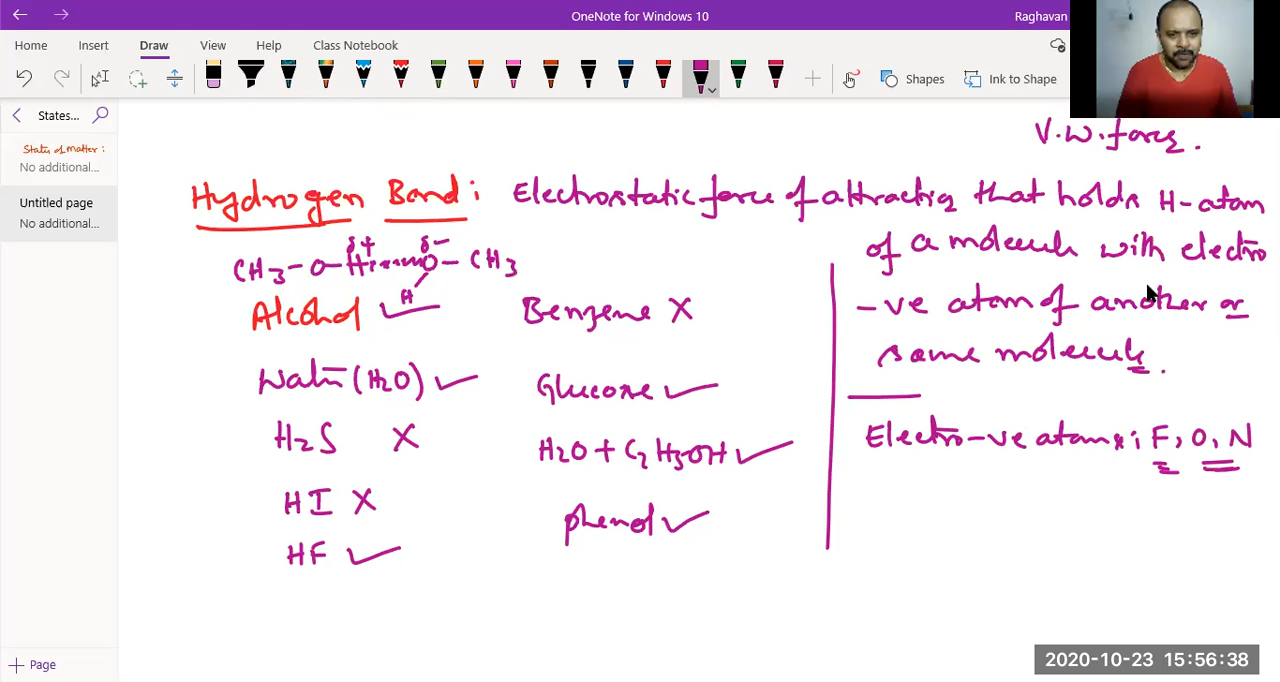 OneNote for Windows 10
Raghavan
Home Insert Draw View Help Class Notebook
Shapes Ink to Shape
States...
States of matter:
No additional...
Untitled page
No additional...
V.W.force.
Hydrogen Bond: Electrostatic force of attraction that holds H-atom
of a molecule with electro
-ve atom of another or
same molecule.
CH3-O-H O-CH3
δ+ δ-
H
Alcohol ✓ Benzene X
Water (H2O) ✓ Glucose ✓
H2S X H2O + C2H5OH ✓
HI X phenol ✓
HF ✓
Electro-ve atoms: F, O, N
Page
2020-10-23 15:56:38